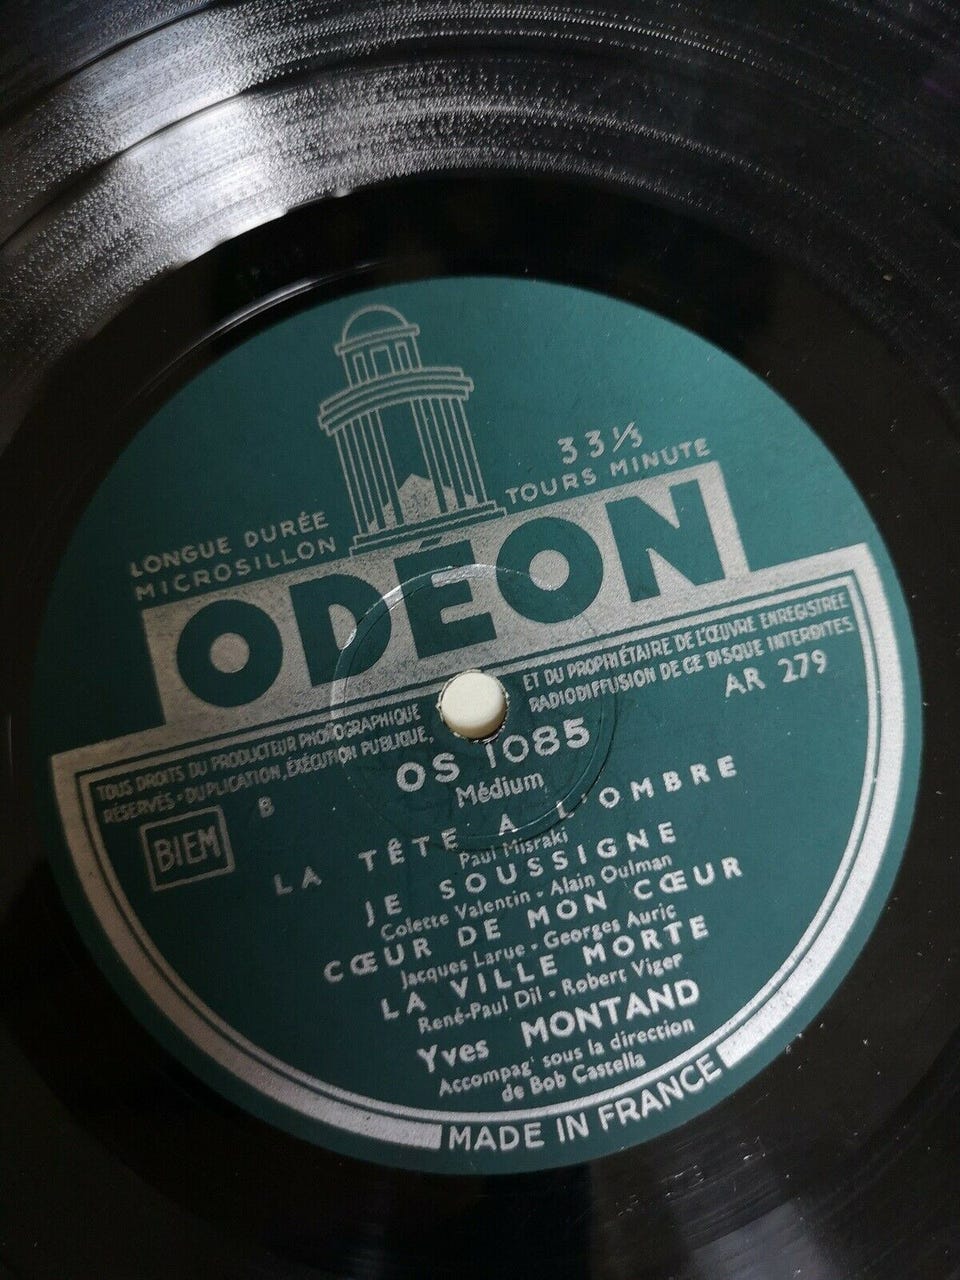 33 1/3
TOURS MINUTE
LONGUE DURÉE
MICROSILLON
ODÉON
TOUS DROITS DU PRODUCTEUR PHONOGRAPHIQUE
ET DU PROPRIÉTAIRE DE L'ŒUVRE ENREGISTRÉE
RÉSERVÉS - DUPLICATION, EXÉCUTION PUBLIQUE,
RADIODIFFUSION DE CE DISQUE INTERDITES
AR 279
OS 1085
B
Médium
BIEM
LA TÊTE A L'OMBRE
Paul Misraki
JE SOUSSIGNE
Colette Valentin - Alain Oulman
CŒUR DE MON CŒUR
Jacques Larue - Georges Auric
LA VILLE MORTE
René-Paul Dil - Robert Viger
Yves MONTAND
Accompag' sous la direction
de Bob Castella
MADE IN FRANCE